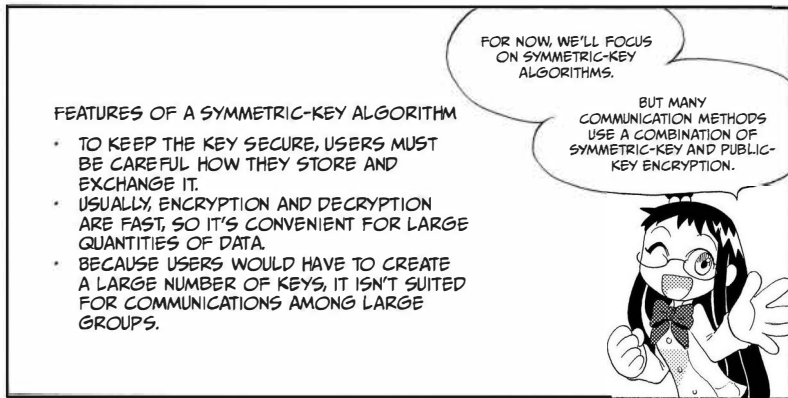 FOR NOW, WE'LL FOCUS
ON SYMMETRIC-KEY
ALGORITHMS.
BUT MANY
COMMUNICATION METHODS
USE A COMBINATION OF
SYMMETRIC-KEY AND PUBLIC-
KEY ENCRYPTION.
FEATURES OF A SYMMETRIC-KEY ALGORITHM
• TO KEEP THE KEY SECURE, USERS MUST
BE CAREFUL HOW THEY STORE AND
EXCHANGE IT.
• USUALLY, ENCRYPTION AND DECRYPTION
ARE FAST, SO IT'S CONVENIENT FOR LARGE
QUANTITIES OF DATA.
• BECAUSE USERS WOULD HAVE TO CREATE
A LARGE NUMBER OF KEYS, IT ISN'T SUITED
FOR COMMUNICATIONS AMONG LARGE
GROUPS.